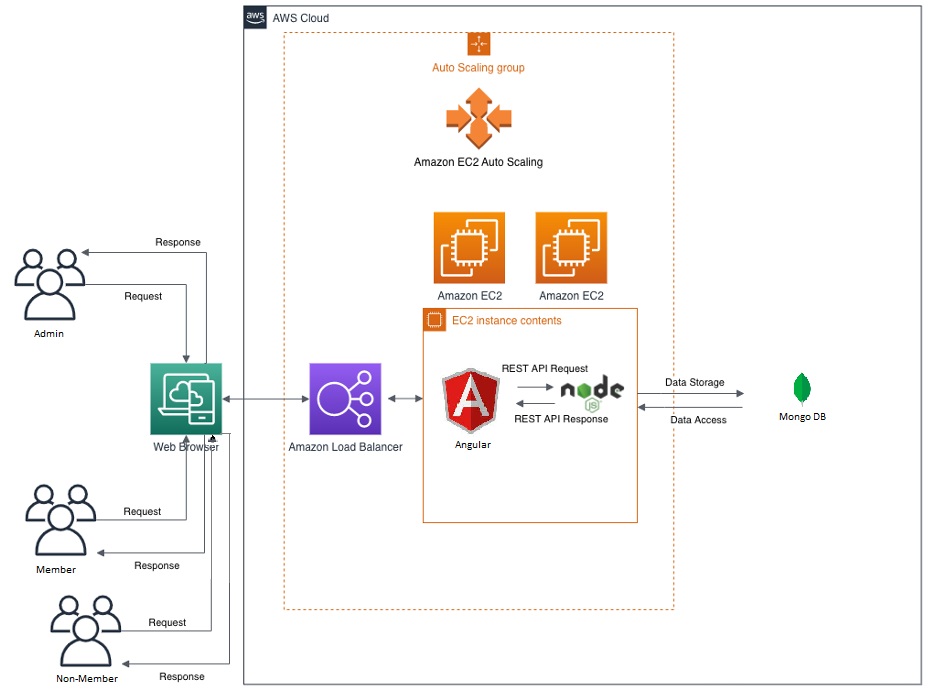 aws
AWS Cloud
Auto Scaling group
Amazon EC2 Auto Scaling
Amazon EC2
Amazon EC2
EC2 instance contents
Response
Request
Admin
REST API Request
node
JS
REST API Response
A
Angular
Data Storage
Data Access
Mongo DB
Web Browser
Amazon Load Balancer
Request
Member
Response
Request
Non-Member
Response